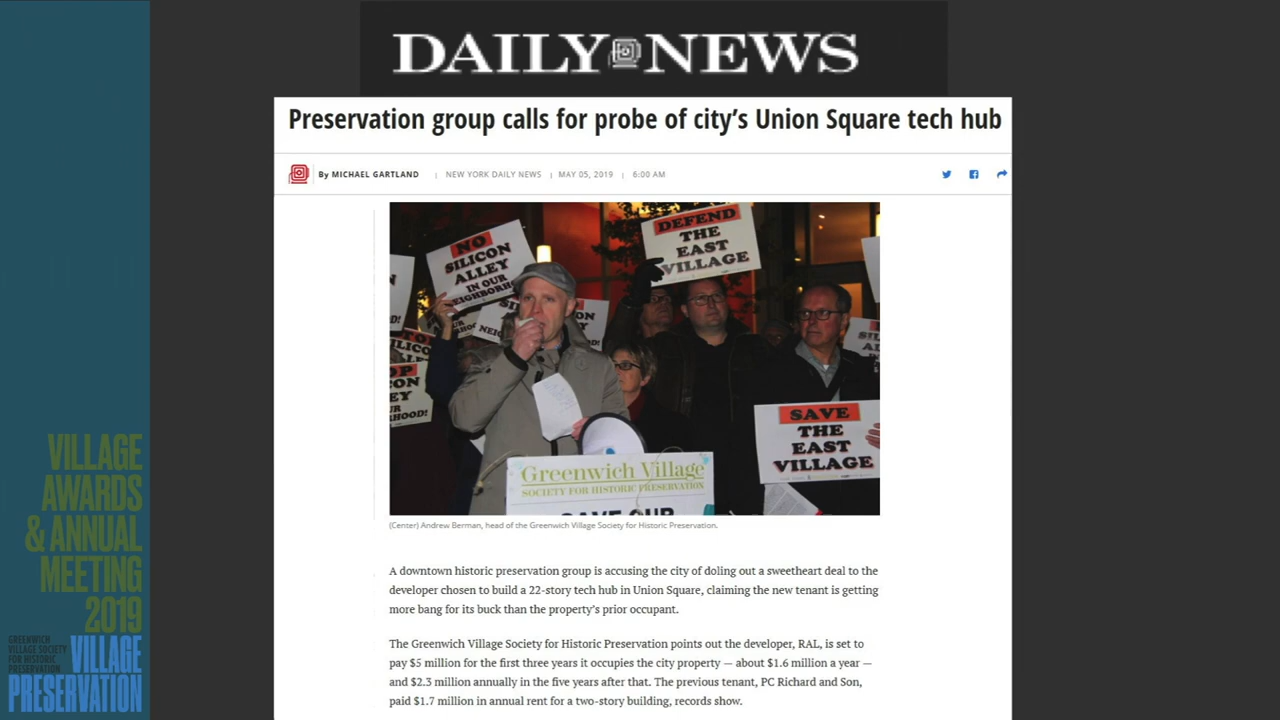 DAILY NEWS
Preservation group calls for probe of city's Union Square tech hub
By MICHAEL GARTLAND | NEW YORK DAILY NEWS | MAY 05, 2019 | 6:00 AM
NO
SILICON
ALLEY
IN OUR
DEFEND
THE
EAST
VILLAGE
SAVE
THE
EAST
VILLAGE
Greenwich Village
SOCIETY FOR HISTORIC PRESERVATION
(Center) Andrew Berman, head of the Greenwich Village Society for Historic Preservation.
A downtown historic preservation group is accusing the city of doling out a sweetheart deal to the
developer chosen to build a 22-story tech hub in Union Square, claiming the new tenant is getting
more bang for its buck than the property's prior occupant.
The Greenwich Village Society for Historic Preservation points out the developer, RAL, is set to
pay $5 million for the first three years it occupies the city property — about $1.6 million a year —
and $2.3 million annually in the five years after that. The previous tenant, PC Richard and Son,
paid $1.7 million in annual rent for a two-story building, records show.
VILLAGE
AWARDS
& ANNUAL
MEETING
2019
GREENWICH
VILLAGE SOCIETY
FOR HISTORIC
PRESERVATION
VILLAGE
PRESERVATION